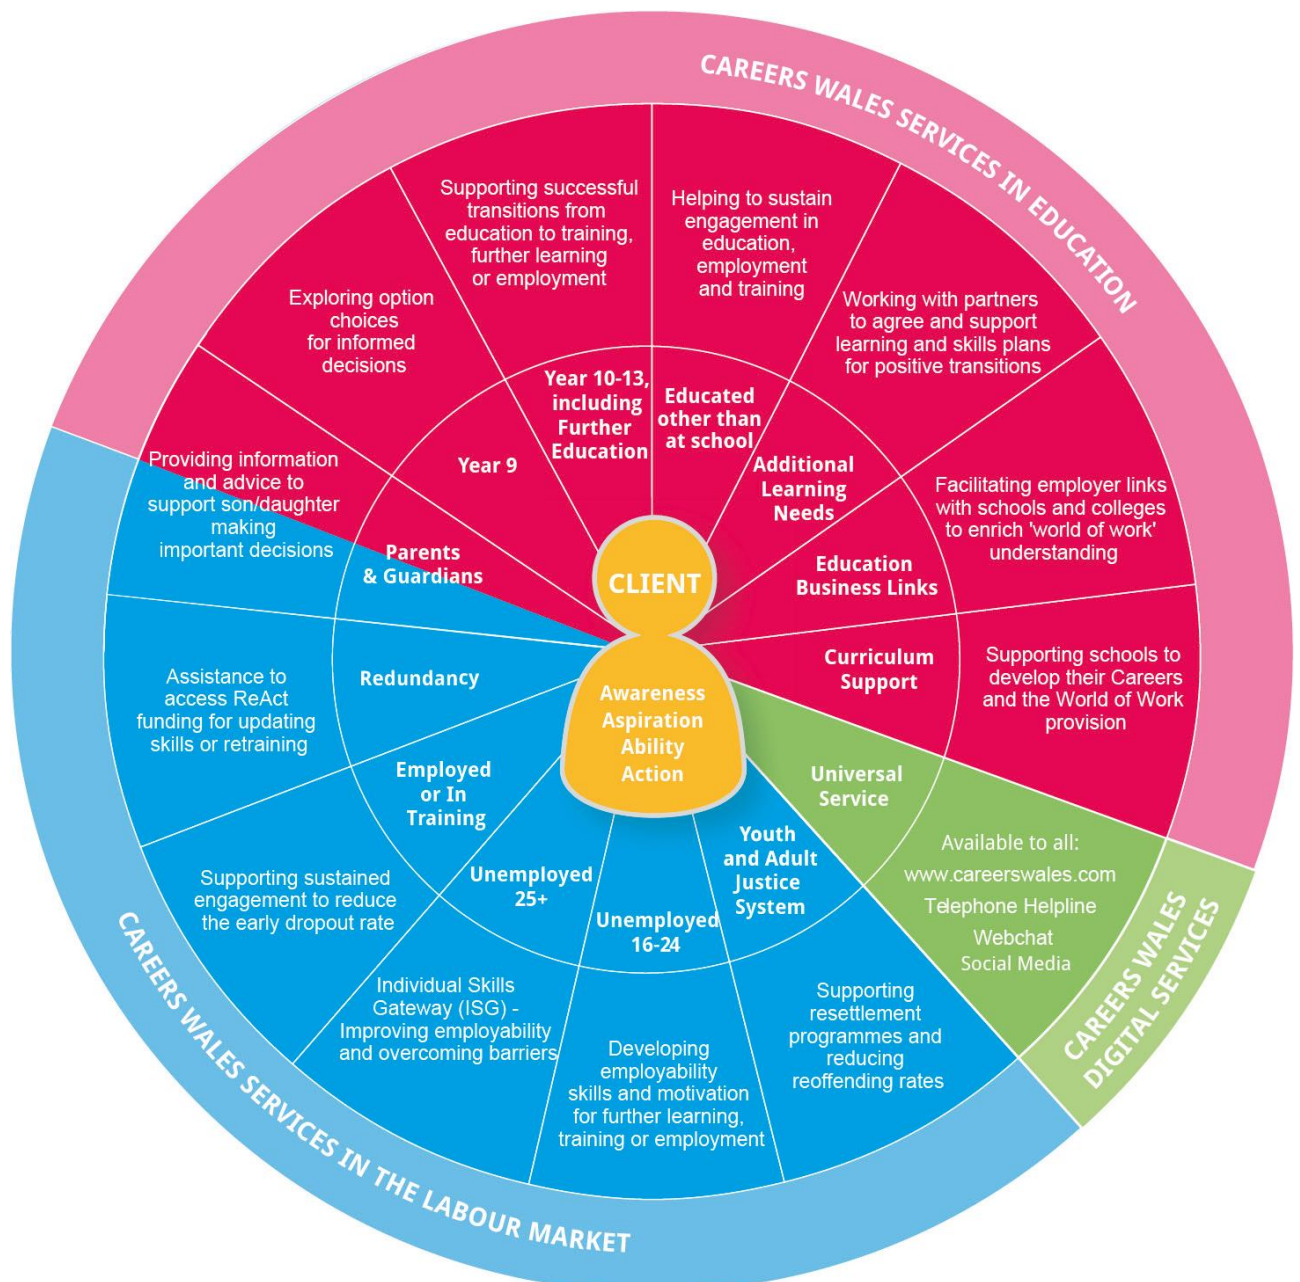 CAREERS WALES SERVICES IN EDUCATION
Supporting successful
transitions from
education to training,
further learning
or employment
Year 10-13,
including
Further
Education
Helping to sustain
engagement in
education,
employment
and training
Educated
other than
at school
Working with partners
to agree and support
learning and skills plans
for positive transitions
Additional
Learning
Needs
Facilitating employer links
with schools and colleges
to enrich 'world of work'
understanding
Education
Business Links
Supporting schools to
develop their Careers
and the World of Work
provision
Curriculum
Support
CAREERS WALES
DIGITAL SERVICES
Universal
Service
Available to all:
www.careerswales.com
Telephone Helpline
Webchat
Social Media
Youth
and Adult
Justice
System
Supporting
resettlement
programmes and
reducing
reoffending rates
Unemployed
16-24
Developing
employability
skills and motivation
for further learning,
training or employment
Unemployed
25+
Individual Skills
Gateway (ISG) -
Improving employability
and overcoming barriers
Employed
or In
Training
Supporting sustained
engagement to reduce
the early dropout rate
Redundancy
Assistance to
access ReAct
funding for updating
skills or retraining
CAREERS WALES SERVICES IN THE LABOUR MARKET
Parents
& Guardians
Providing information
and advice to
support son/daughter
making
important decisions
Year 9
Exploring option
choices
for informed
decisions
CLIENT
Awareness
Aspiration
Ability
Action